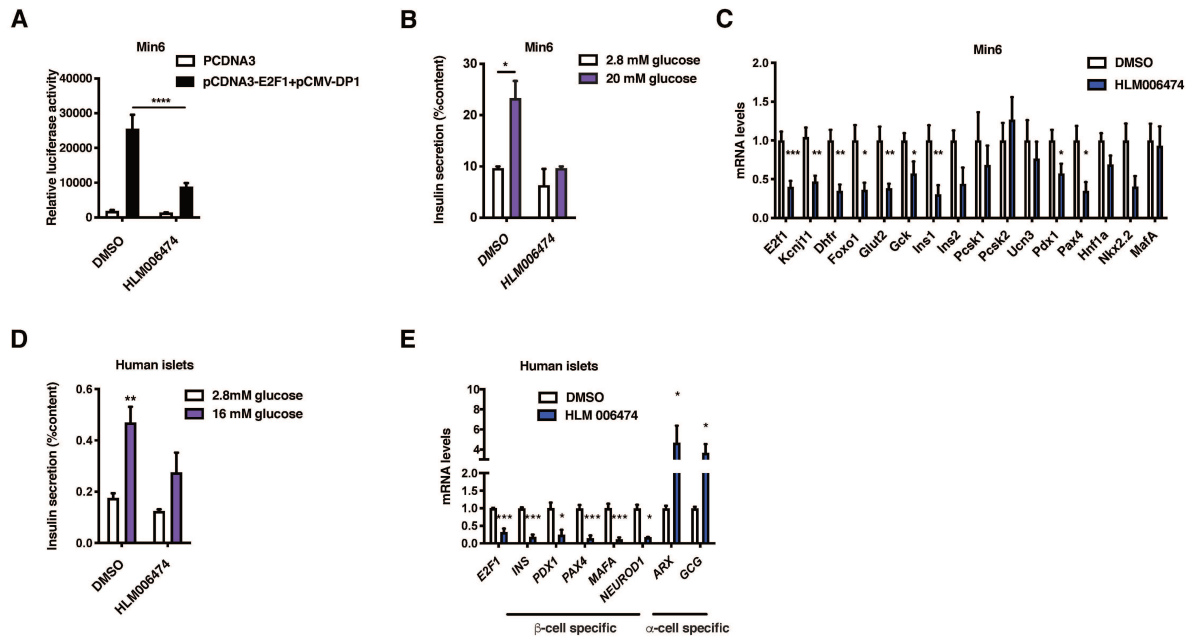 A
Min6
PCDNA3
pCDNA3-E2F1+pCMV-DP1
Relative luciferase activity
40000
30000
20000
10000
0
****
DMSO
HLM006474
B
Min6
2.8 mM glucose
20 mM glucose
Insulin secretion (%content)
30
20
10
0
*
DMSO
HLM006474
C
Min6
DMSO
HLM006474
mRNA levels
2.0
1.5
1.0
0.5
0.0
*** ** ** * ** * ** * *
E2f1
Kcnj11
Dhfr
Foxo1
Glut2
Gck
Ins1
Ins2
Pcsk1
Pcsk2
Ucn3
Pdx1
Pax4
Hnf1a
Nkx2.2
MafA
D
Human islets
2.8mM glucose
16 mM glucose
Insulin secretion (%content)
0.6
0.4
0.2
0.0
**
DMSO
HLM006474
E
Human islets
DMSO
HLM 006474
mRNA levels
10
8
6
4
2.0
1.5
1.0
0.5
0.0
*** *** * *** *** * * *
E2F1
INS
PDX1
PAX4
MAFA
NEUROD1
ARX
GCG
β-cell specific
α-cell specific